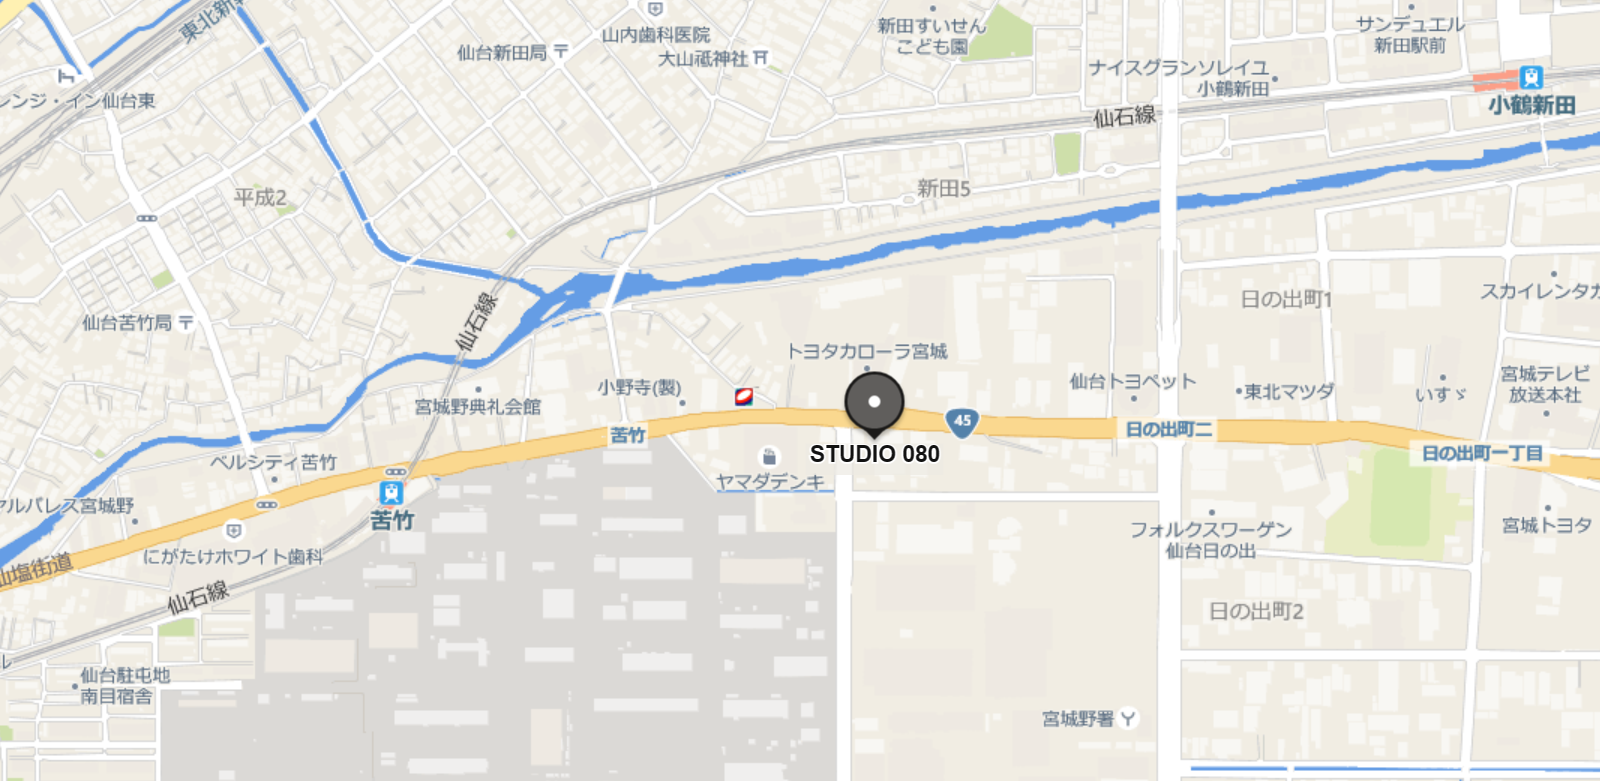 東北新幹
山内歯科医院
新田すいせん
こども園
サンデュエル
新田駅前
仙台新田局
大山祗神社
ナイスグランソレイユ
小鶴新田
レンジ・イン仙台東
仙石線
小鶴新田
平成2
新田5
仙台苦竹局
仙石線
日の出町1
スカイレンタカ
トヨタカローラ宮城
小野寺(製)
仙台トヨペット
東北マツダ
いすゞ
宮城テレビ
放送本社
宮城野典礼会館
45
苦竹
日の出町二
日の出町一丁目
STUDIO 080
ベルシティ苦竹
ヤマダデンキ
ャルパレス宮城野
苦竹
フォルクスワーゲン
仙台日の出
宮城トヨタ
にがたけホワイト歯科
仙塩街道
仙石線
日の出町2
仙台駐屯地
南目宿舎
宮城野署